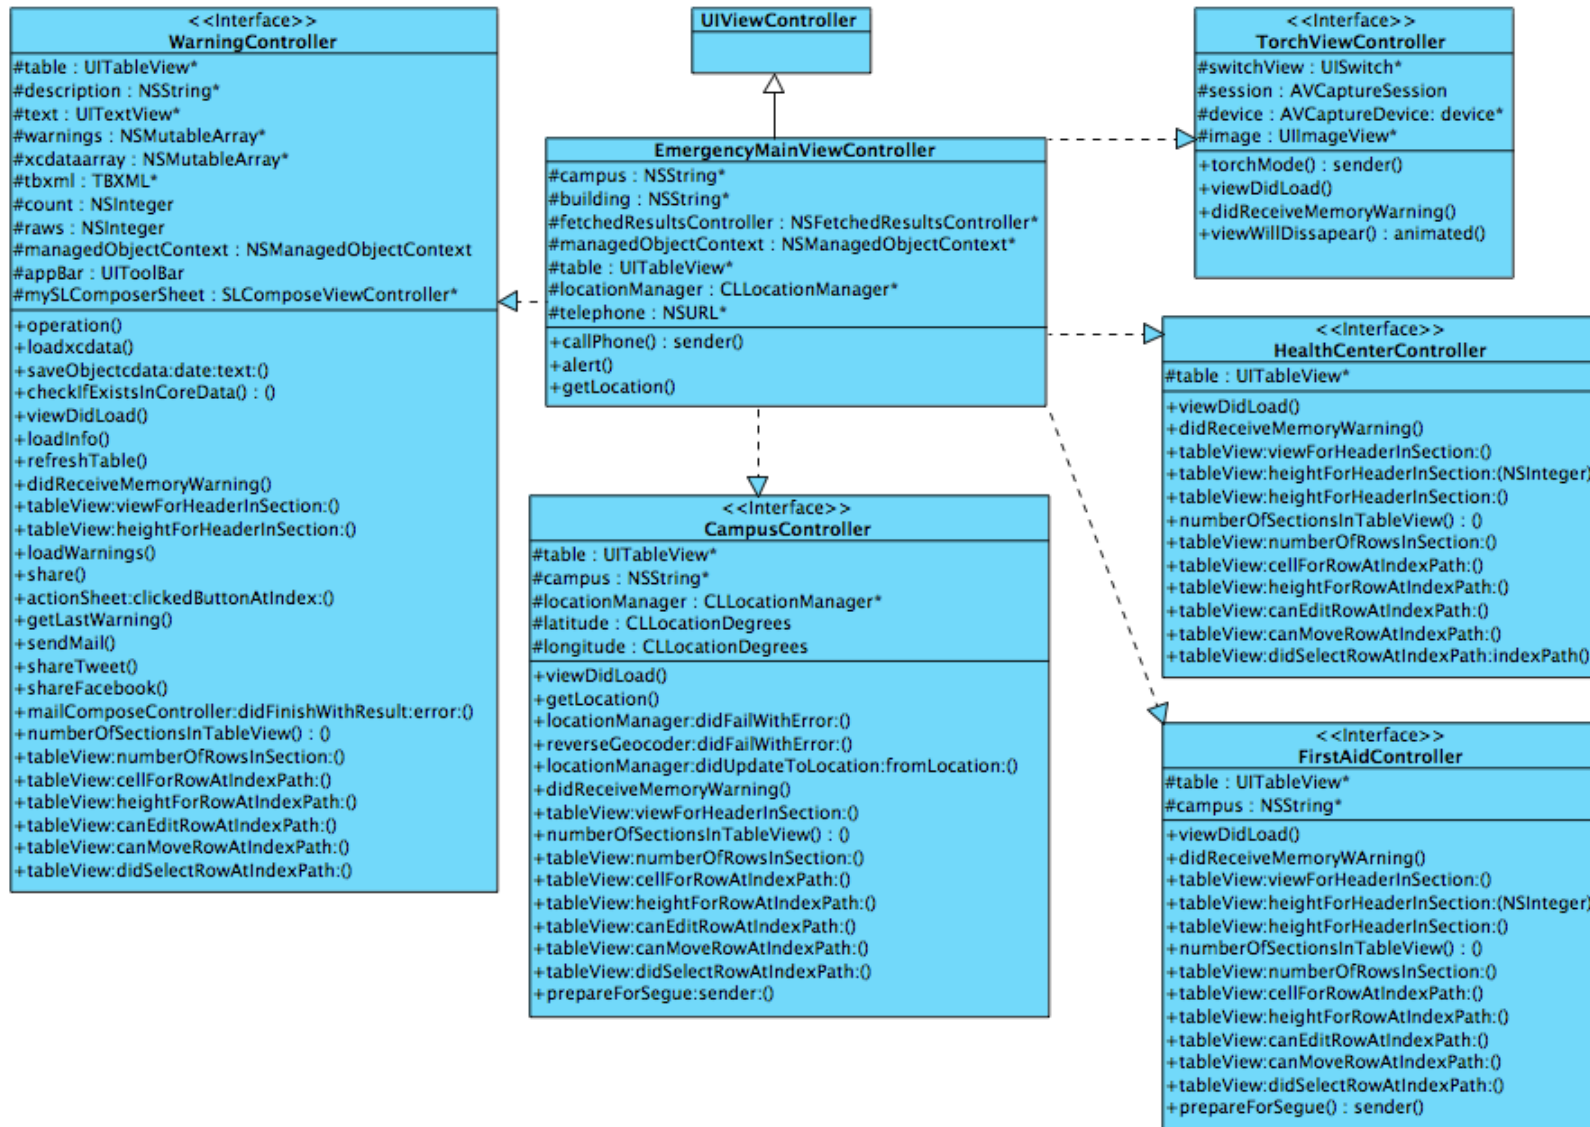 <<Interface>>
WarningController
#table : UITableView*
#description : NSString*
#text : UITextView*
#warnings : NSMutableArray*
#xcdataarray : NSMutableArray*
#tbxml : TBXML*
#count : NSInteger
#raws : NSInteger
#managedObjectContext : NSManagedObjectContext
#appBar : UIToolBar
#mySLComposerSheet : SLComposeViewController*
+operation()
+loadxcdata()
+saveObjectcdata:date:text:()
+checkIfExistsInCoreData() : ()
+viewDidLoad()
+loadInfo()
+refreshTable()
+didReceiveMemoryWarning()
+tableView:viewForHeaderInSection:()
+tableView:heightForHeaderInSection:()
+loadWarnings()
+share()
+actionSheet:clickedButtonAtIndex:()
+getLastWarning()
+sendMail()
+shareTweet()
+shareFacebook()
+mailComposeController:didFinishWithResult:error:()
+numberOfSectionsInTableView() : ()
+tableView:numberOfRowsInSection:()
+tableView:cellForRowAtIndexPath:()
+tableView:heightForRowAtIndexPath:()
+tableView:canEditRowAtIndexPath:()
+tableView:canMoveRowAtIndexPath:()
+tableView:didSelectRowAtIndexPath:()
UIViewController
EmergencyMainViewController
#campus : NSString*
#building : NSString*
#fetchedResultsController : NSFetchedResultsController*
#managedObjectContext : NSManagedObjectContext*
#table : UITableView*
#locationManager : CLLocationManager*
#telephone : NSURL*
+callPhone() : sender()
+alert()
+getLocation()
<<Interface>>
CampusController
#table : UITableView*
#campus : NSString*
#locationManager : CLLocationManager*
#latitude : CLLocationDegrees
#longitude : CLLocationDegrees
+viewDidLoad()
+getLocation()
+locationManager:didFailWithError:()
+reverseGeocoder:didFailWithError:()
+locationManager:didUpdateToLocation:fromLocation:()
+didReceiveMemoryWarning()
+tableView:viewForHeaderInSection:()
+numberOfSectionsInTableView() : ()
+tableView:numberOfRowsInSection:()
+tableView:cellForRowAtIndexPath:()
+tableView:heightForRowAtIndexPath:()
+tableView:canEditRowAtIndexPath:()
+tableView:canMoveRowAtIndexPath:()
+tableView:didSelectRowAtIndexPath:()
+prepareForSegue:sender:()
<<Interface>>
TorchViewController
#switchView : UISwitch*
#session : AVCaptureSession
#device : AVCaptureDevice: device*
#image : UIImageView*
+torchMode() : sender()
+viewDidLoad()
+didReceiveMemoryWarning()
+viewWillDissapear() : animated()
<<Interface>>
HealthCenterController
#table : UITableView*
+viewDidLoad()
+didReceiveMemoryWarning()
+tableView:viewForHeaderInSection:()
+tableView:heightForHeaderInSection:(NSInteger)
+tableView:heightForHeaderInSection:()
+numberOfSectionsInTableView() : ()
+tableView:numberOfRowsInSection:()
+tableView:cellForRowAtIndexPath:()
+tableView:heightForRowAtIndexPath:()
+tableView:canEditRowAtIndexPath:()
+tableView:canMoveRowAtIndexPath:()
+tableView:didSelectRowAtIndexPath:indexPath()
<<Interface>>
FirstAidController
#table : UITableView*
#campus : NSString*
+viewDidLoad()
+didReceiveMemoryWArning()
+tableView:viewForHeaderInSection:()
+tableView:heightForHeaderInSection:(NSInteger)
+tableView:heightForHeaderInSection:()
+numberOfSectionsInTableView() : ()
+tableView:numberOfRowsInSection:()
+tableView:cellForRowAtIndexPath:()
+tableView:heightForRowAtIndexPath:()
+tableView:canEditRowAtIndexPath:()
+tableView:canMoveRowAtIndexPath:()
+tableView:didSelectRowAtIndexPath:()
+prepareForSegue() : sender()